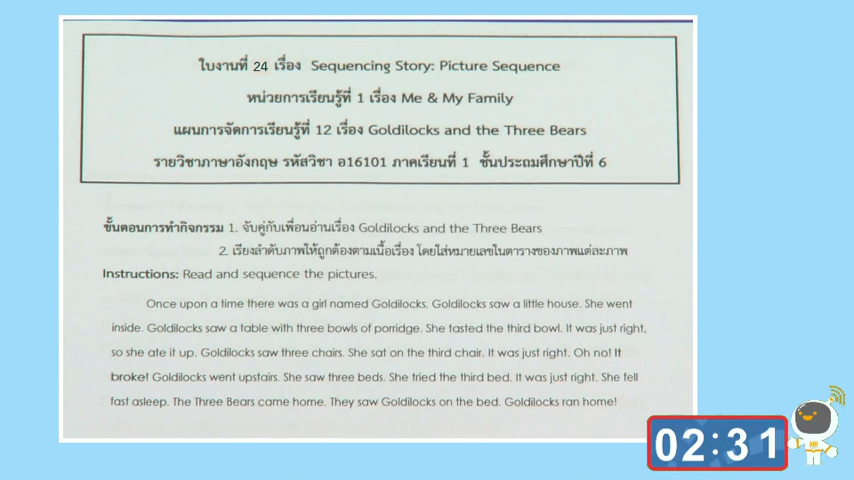 ใบงานที่ 24 เรื่อง Sequencing Story: Picture Sequence
หน่วยการเรียนรู้ที่ 1 เรื่อง Me & My Family
แผนการจัดการเรียนรู้ที่ 12 เรื่อง Goldilocks and the Three Bears
รายวิชาภาษาอังกฤษ รหัสวิชา อ16101 ภาคเรียนที่ 1 ชั้นประถมศึกษาปีที่ 6
ขั้นตอนการทำกิจกรรม 1. จับคู่กับเพื่อนอ่านเรื่อง Goldilocks and the Three Bears
2. เรียงลำดับภาพให้ถูกต้องตามเนื้อเรื่อง โดยใส่หมายเลขในตารางของภาพแต่ละภาพ
Instructions: Read and sequence the pictures.
Once upon a time there was a girl named Goldilocks. Goldilocks saw a little house. She went
inside. Goldilocks saw a table with three bowls of porridge. She tasted the third bowl. It was just right,
so she ate it up. Goldilocks saw three chairs. She sat on the third chair. It was just right. Oh no! It
broke! Goldilocks went upstairs. She saw three beds. She tried the third bed. It was just right. She fell
fast asleep. The Three Bears came home. They saw Goldilocks on the bed. Goldilocks ran home!
02:31